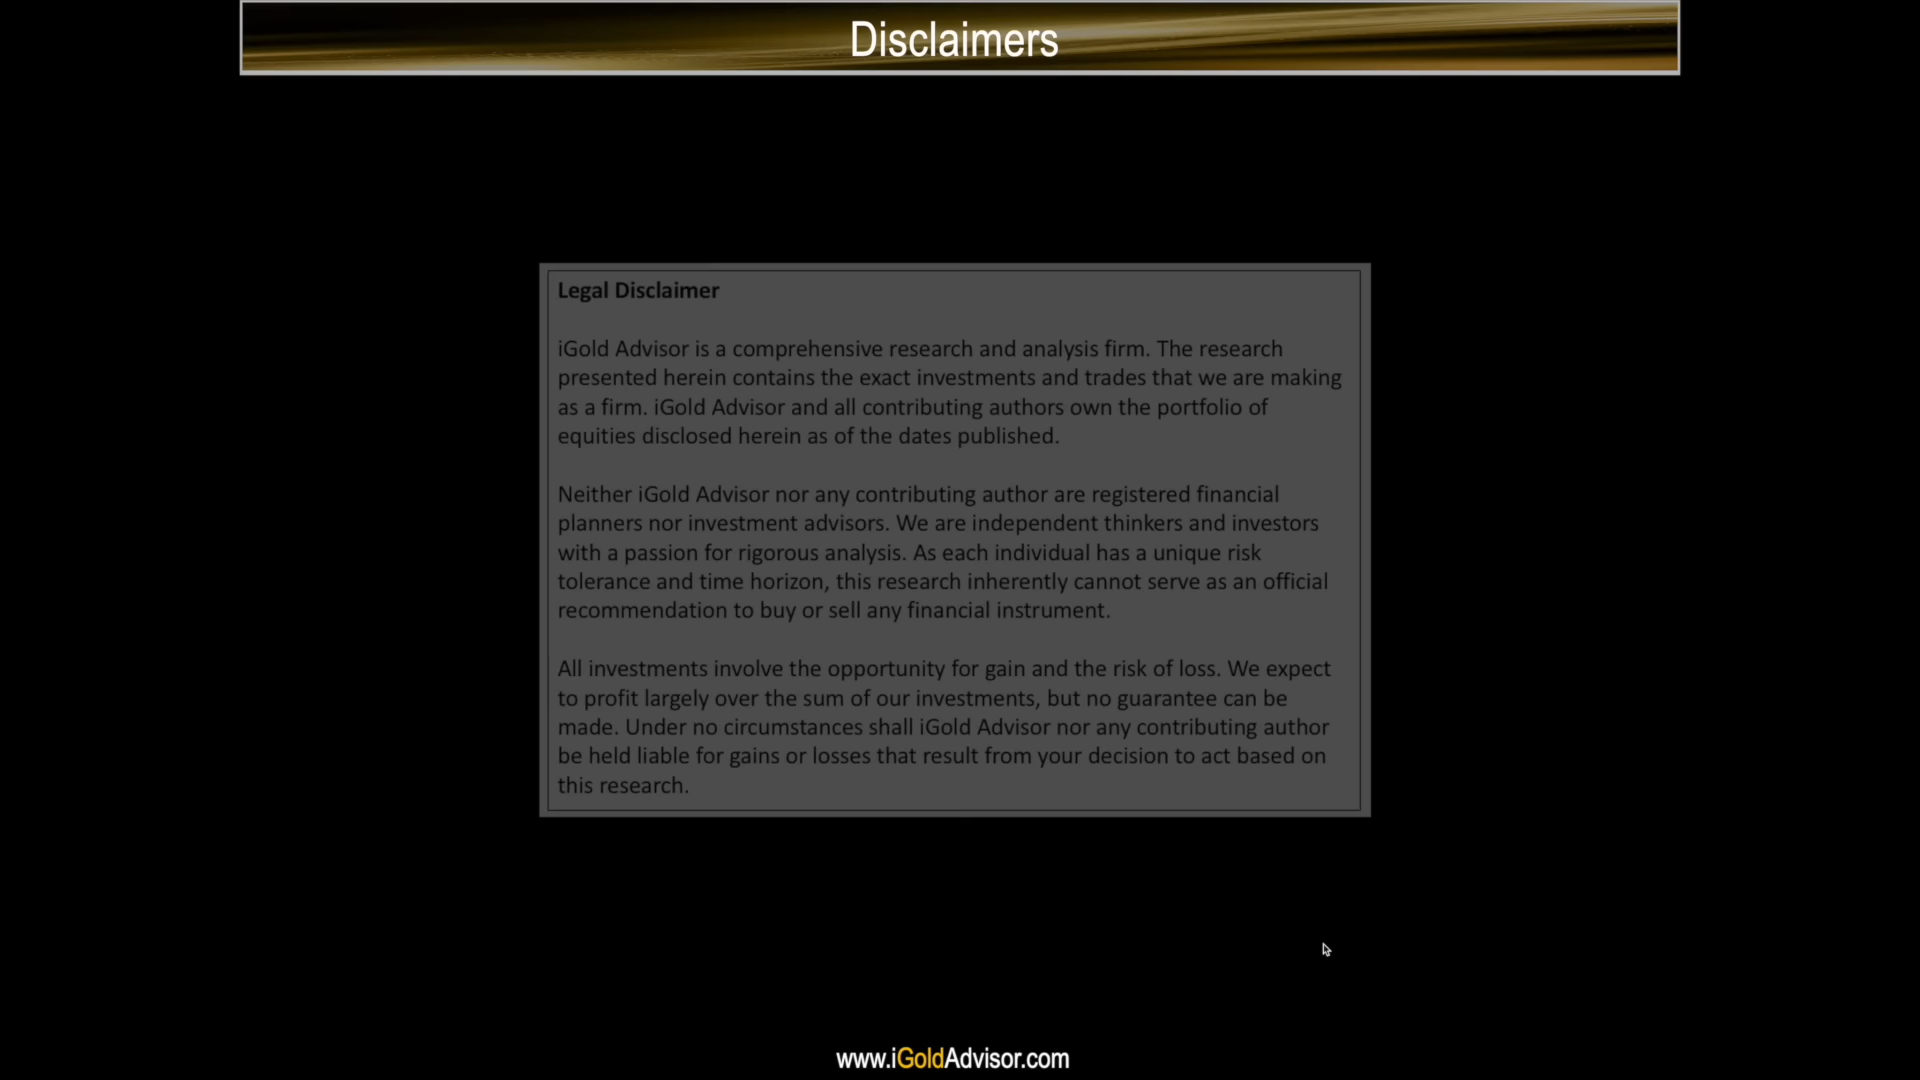 Disclaimers
Legal Disclaimer
iGold Advisor is a comprehensive research and analysis firm. The research
presented herein contains the exact investments and trades that we are making
as a firm. iGold Advisor and all contributing authors own the portfolio of
equities disclosed herein as of the dates published.
Neither iGold Advisor nor any contributing author are registered financial
planners nor investment advisors. We are independent thinkers and investors
with a passion for rigorous analysis. As each individual has a unique risk
tolerance and time horizon, this research inherently cannot serve as an official
recommendation to buy or sell any financial instrument.
All investments involve the opportunity for gain and the risk of loss. We expect
to profit largely over the sum of our investments, but no guarantee can be
made. Under no circumstances shall iGold Advisor nor any contributing author
be held liable for gains or losses that result from your decision to act based on
this research.
www.iGoldAdvisor.com